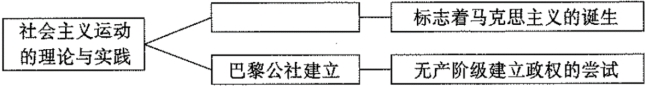 社会主义运动
的理论与实践
标志着马克思主义的诞生
巴黎公社建立
无产阶级建立政权的尝试